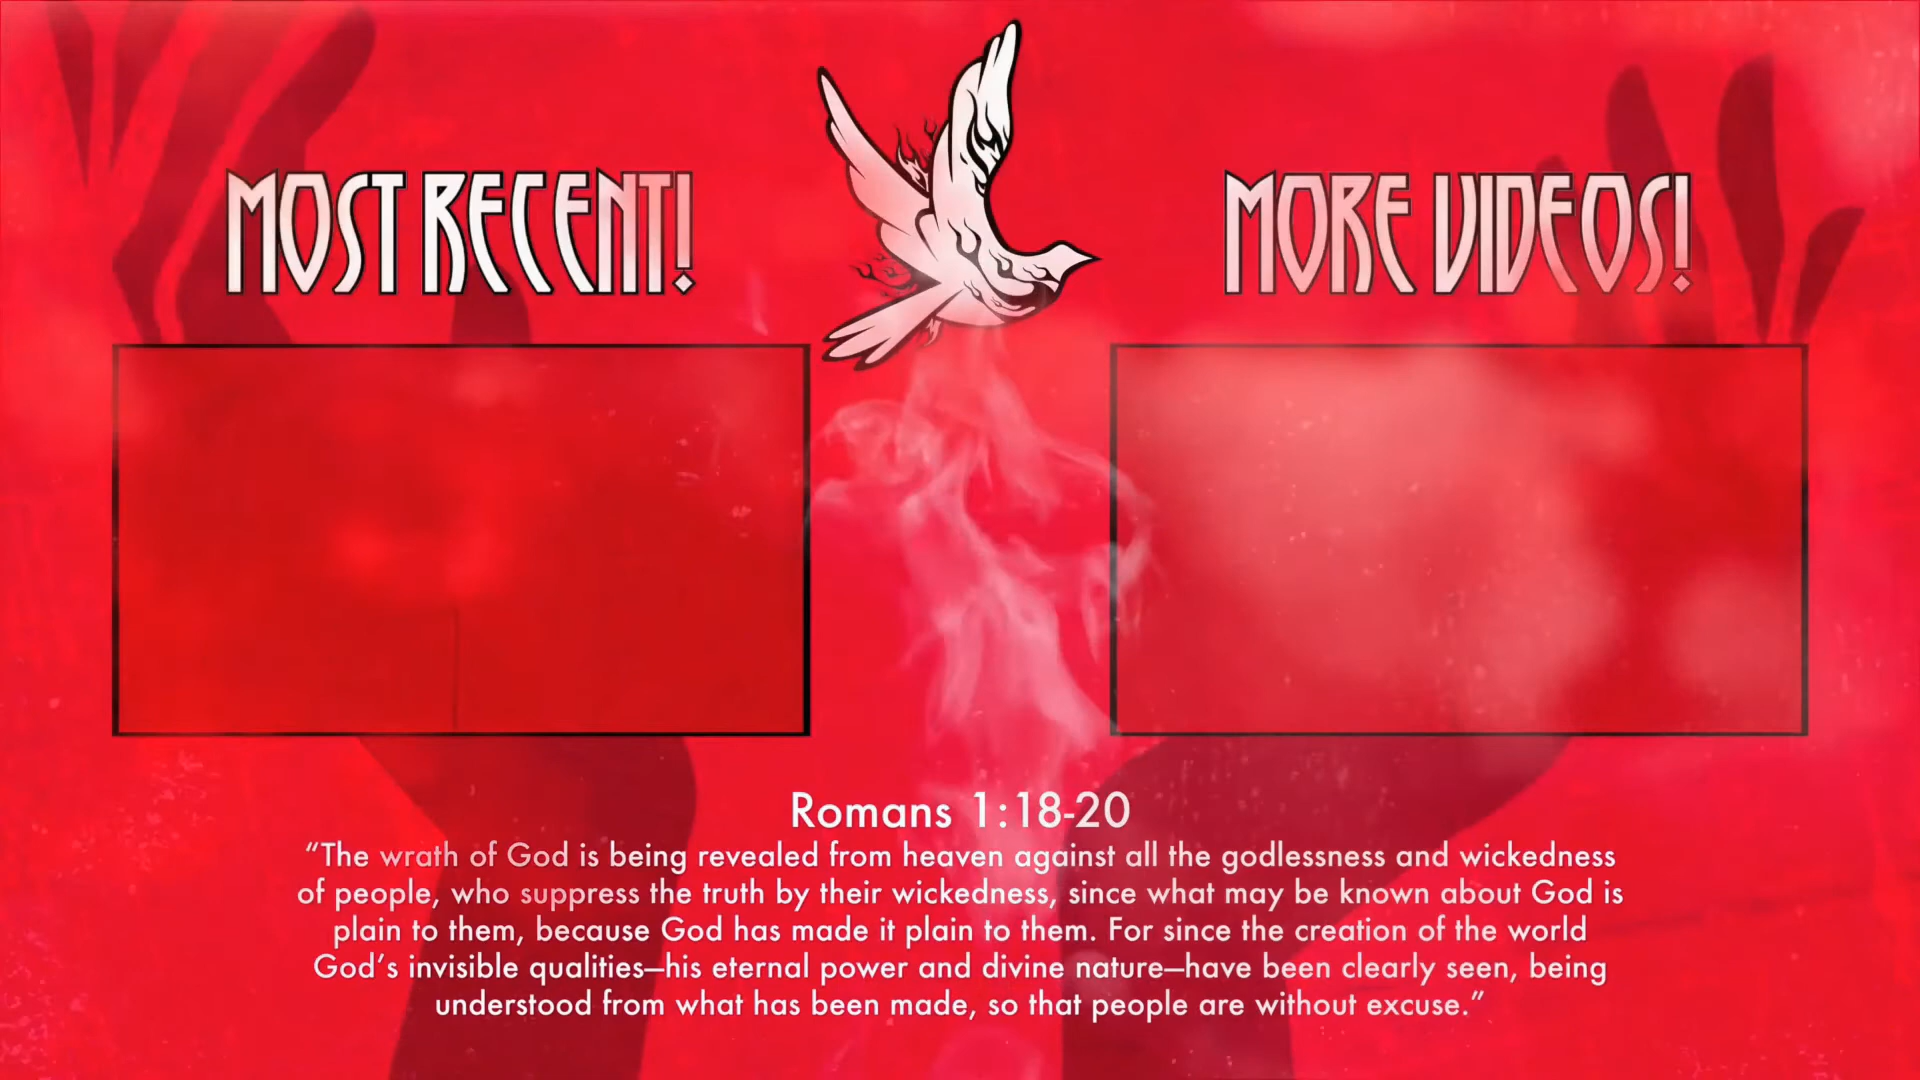 MOST RECENT!
MORE VIDEOS!
Romans 1:18-20
“The wrath of God is being revealed from heaven against all the godlessness and wickedness
of people, who suppress the truth by their wickedness, since what may be known about God is
plain to them, because God has made it plain to them. For since the creation of the world
God’s invisible qualities—his eternal power and divine nature—have been clearly seen, being
understood from what has been made, so that people are without excuse.”